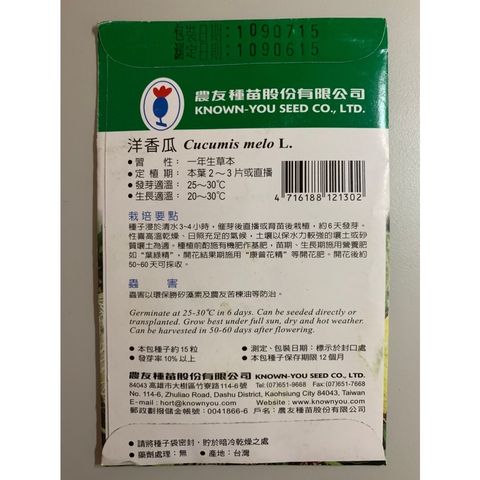 包裝日期:1090715
測定日期:1090615
農友種苗股份有限公司
KNOWN-YOU SEED CO., LTD.
洋香瓜 Cucumis melo L.
●習 性: 一年生草本
●定 植 期: 本葉2～3片或直播
●發芽適溫: 25～30℃
●生長適溫: 20～30℃
4 716188 121302
栽培要點
種子浸於清水3~4小時，催芽後直播或育苗後栽植，約6天發芽。
性喜高溫乾燥、日照充足的氣候，土壤以保水力較強的壤土或砂
質壤土為適。種植前酌施有機肥作基肥，苗期、生長期施用營養肥
如“葉綠精”，開花結果期施用“康普花精”等開花肥。開花後約
50~60天可採收。
蟲 害
蟲害以環保勝矽藻素及農友苦楝油等防治。
Germinate at 25-30℃ in 6 days. Can be seeded directly or
transplanted. Grow best under full sun, dry and hot weather.
Can be harvested in 50-60 days after flowering.
●本包種子約15粒
●測定、包裝日期：標示於封口處
●發芽率10%以上
●本包種子保存期限12個月
農友種苗股份有限公司 KNOWN-YOU SEED CO., LTD.
84043高雄市大樹區竹寮路114-6號 Tel:(07)651-9668 Fax:(07)651-7668
No. 114-6, Zhuliao Road, Dashu District, Kaohsiung City 84043, Taiwan
E-mail : hort@knownyou.com Website : www.knownyou.com
郵政劃撥儲金帳號：0041866-6 戶名：農友種苗股份有限公司
●請將種子袋密封，貯於暗冷乾燥之處
●藥劑處理：無 ●產地：台灣